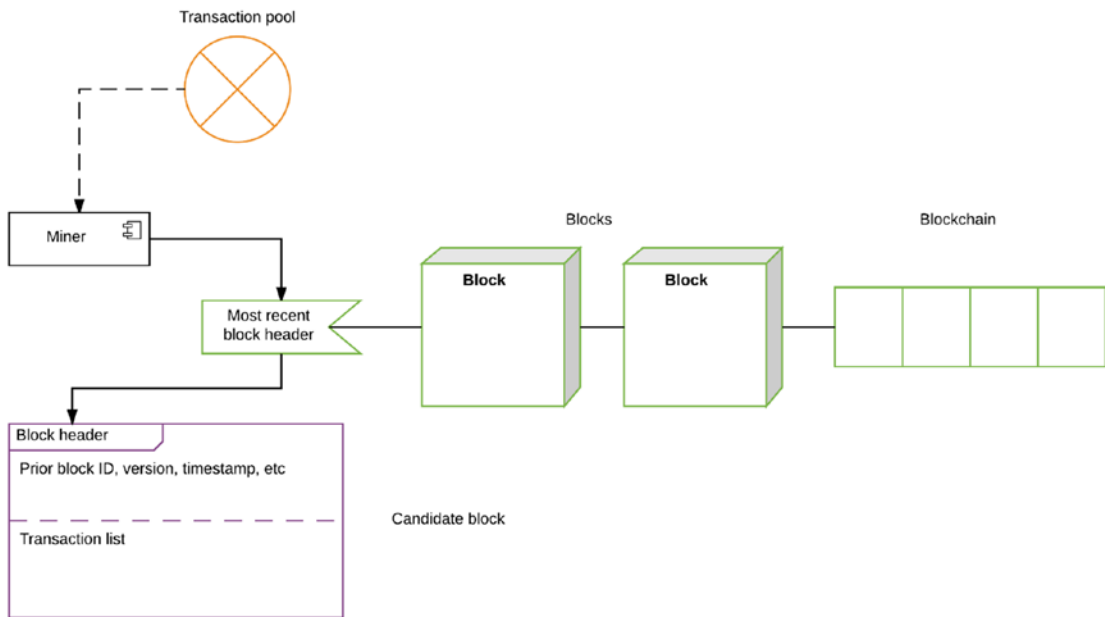 Transaction pool
Miner
Blocks
Blockchain
Block
Block
Most recent
block header
Block header
Prior block ID, version, timestamp, etc
Candidate block
Transaction list